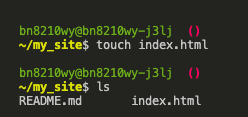 bn8210wy@bn8210wy-j3lj ()
~/my_site$ touch index.html
bn8210wy@bn8210wy-j3lj ()
~/my_site$ ls
README.md index.html